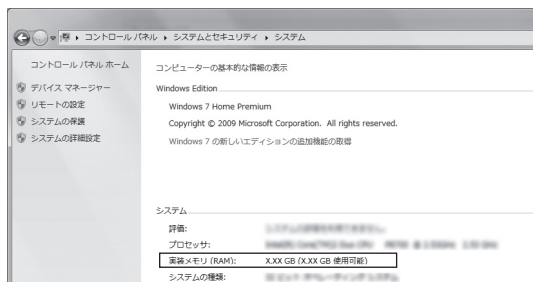 コントロール パネル ▸ システムとセキュリティ ▸ システム
コントロール パネル ホーム
デバイス マネージャー
リモートの設定
システムの保護
システムの詳細設定
コンピューターの基本的な情報の表示
Windows Edition
Windows 7 Home Premium
Copyright © 2009 Microsoft Corporation. All rights reserved.
Windows 7 の新しいエディションの追加機能の取得
システム
評価:
プロセッサ:
実装メモリ (RAM): X.XX GB (X.XX GB 使用可能)
システムの種類: